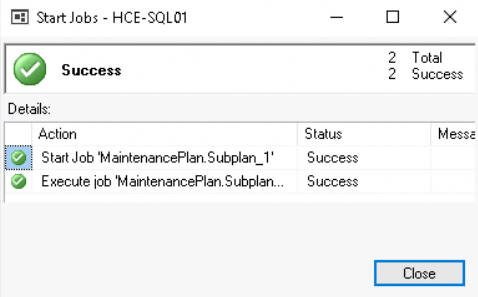 Start Jobs - HCE-SQL01
Success
2 Total
2 Success
Details:
Action Status Messa
Start Job 'MaintenancePlan.Subplan_1' Success
Execute job 'MaintenancePlan.Subplan... Success
Close